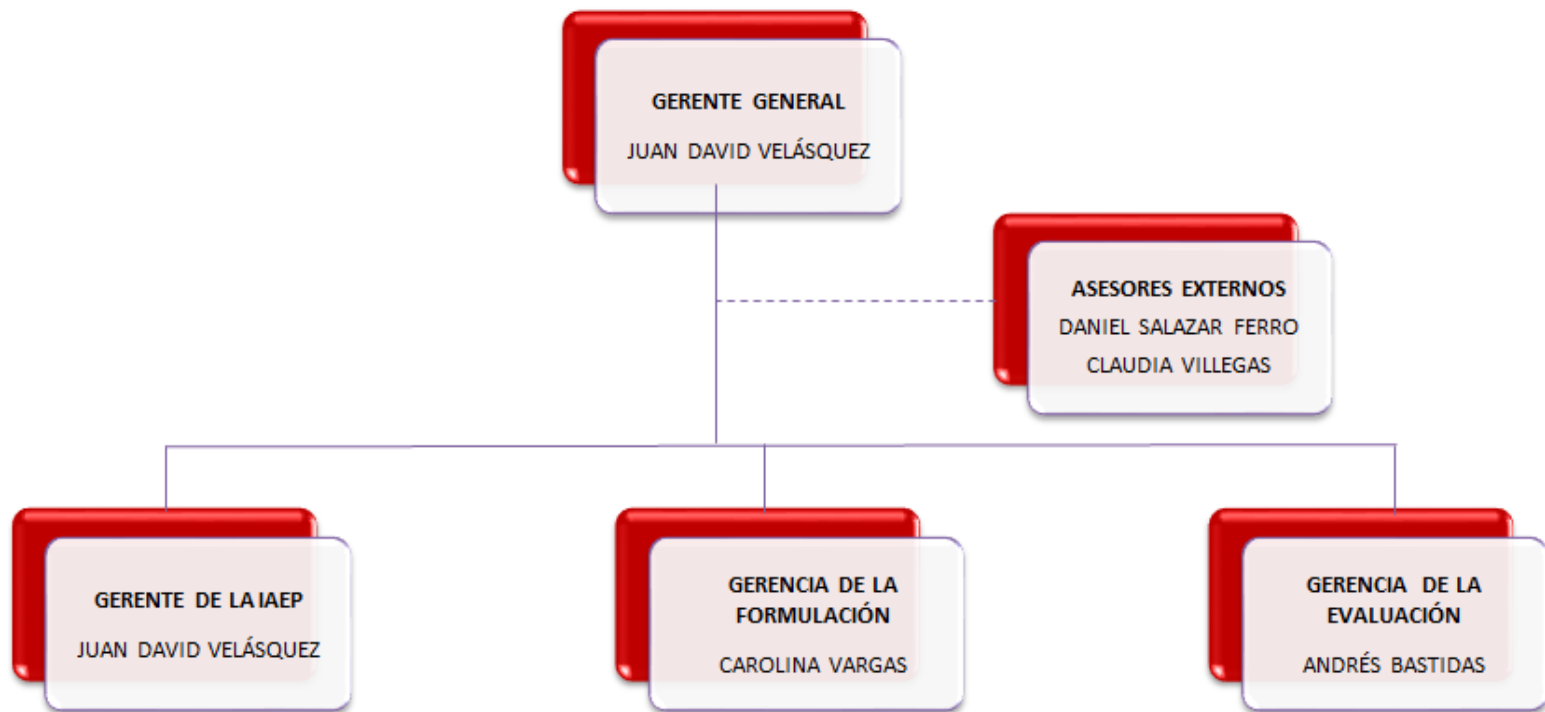 GERENTE GENERAL
JUAN DAVID VELÁSQUEZ
ASESORES EXTERNOS
DANIEL SALAZAR FERRO
CLAUDIA VILLEGAS
GERENTE DE LA IAEP
JUAN DAVID VELÁSQUEZ
GERENCIA DE LA
FORMULACIÓN
CAROLINA VARGAS
GERENCIA DE LA
EVALUACIÓN
ANDRÉS BASTIDAS